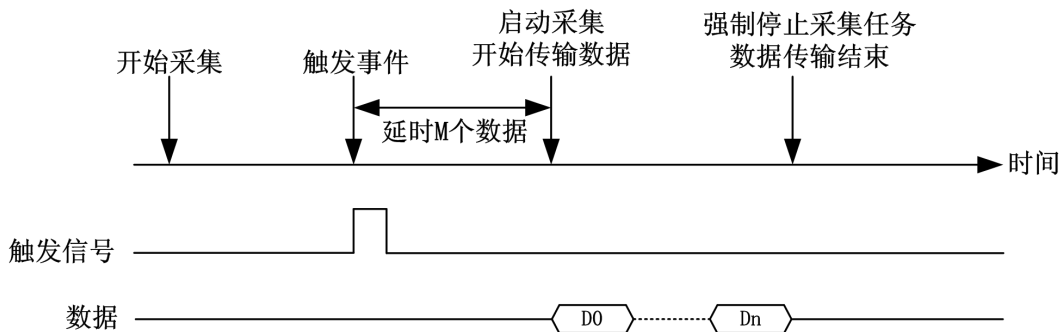 开始采集
触发事件
启动采集
开始传输数据
强制停止采集任务
数据传输结束
延时M个数据
时间
触发信号
数据
D0
Dn